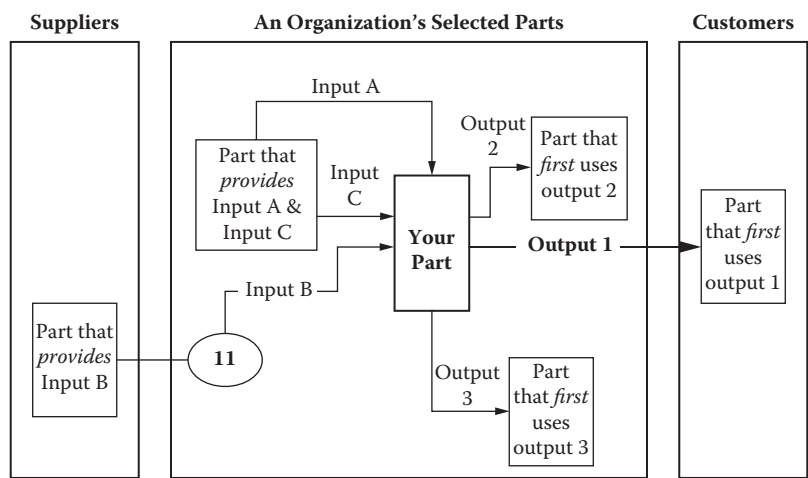 Suppliers
An Organization's Selected Parts
Customers
Input A
Part that
provides
Input A &
Input C
Input
C
Output
2
Part that
first uses
output 2
Your
Part
Output 1
Part
that first
uses
output 1
Input B
Part that
provides
Input B
11
Output
3
Part
that first
uses
output 3